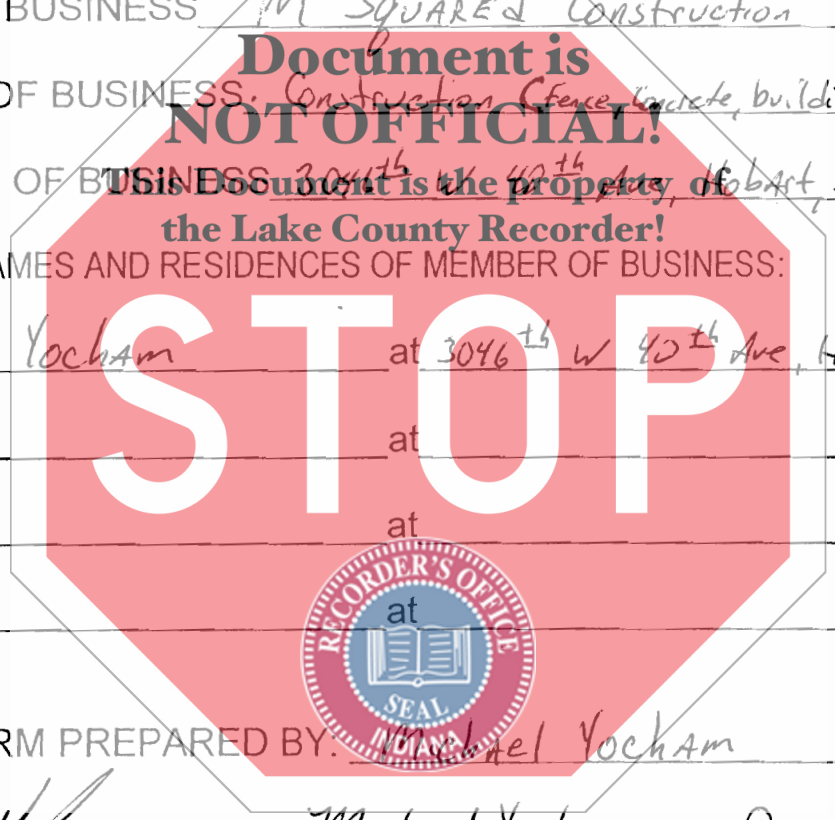 BUSINESS M SQUARED Construction
Document is
OF BUSINESS: Construction (fence, concrete, buildi
NOT OFFICIAL!
OF BUSINESS 3046th W 40th Ave, Hobart,
This Document is the property of
the Lake County Recorder!
AMES AND RESIDENCES OF MEMBER OF BUSINESS:
Yocham at 3046th W 40th Ave, H
STOP
at
at
at
RECORDER'S OFFICE
SEAL
INDIANA
RM PREPARED BY: Michael Yocham